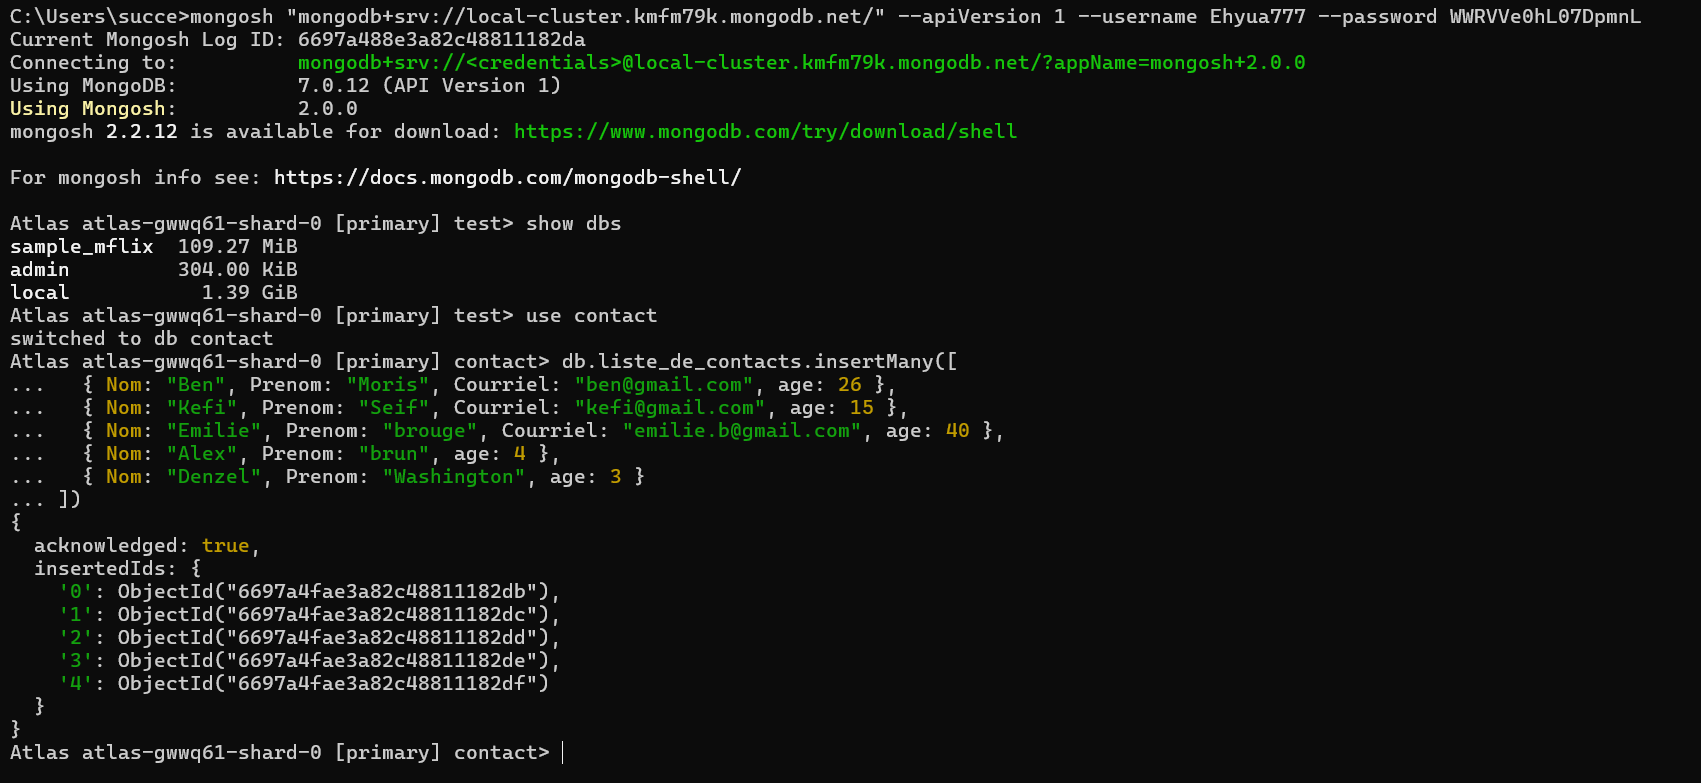 C:\Users\succe>mongosh "mongodb+srv://local-cluster.kmfm79k.mongodb.net/" --apiVersion 1 --username Ehyua777 --password WWRVVe0hL07DpmnL
Current Mongosh Log ID: 6697a488e3a82c48811182da
Connecting to:          mongodb+srv://<credentials>@local-cluster.kmfm79k.mongodb.net/?appName=mongosh+2.0.0
Using MongoDB:          7.0.12 (API Version 1)
Using Mongosh:          2.0.0
mongosh 2.2.12 is available for download: https://www.mongodb.com/try/download/shell

For mongosh info see: https://docs.mongodb.com/mongodb-shell/

Atlas atlas-gwwq61-shard-0 [primary] test> show dbs
sample_mflix  109.27 MiB
admin         304.00 KiB
local           1.39 GiB
Atlas atlas-gwwq61-shard-0 [primary] test> use contact
switched to db contact
Atlas atlas-gwwq61-shard-0 [primary] contact> db.liste_de_contacts.insertMany([
...   { Nom: "Ben", Prenom: "Moris", Courriel: "ben@gmail.com", age: 26 },
...   { Nom: "Kefi", Prenom: "Seif", Courriel: "kefi@gmail.com", age: 15 },
...   { Nom: "Emilie", Prenom: "brouge", Courriel: "emilie.b@gmail.com", age: 40 },
...   { Nom: "Alex", Prenom: "brun", age: 4 },
...   { Nom: "Denzel", Prenom: "Washington", age: 3 }
... ])
{
  acknowledged: true,
  insertedIds: {
    '0': ObjectId("6697a4fae3a82c48811182db"),
    '1': ObjectId("6697a4fae3a82c48811182dc"),
    '2': ObjectId("6697a4fae3a82c48811182dd"),
    '3': ObjectId("6697a4fae3a82c48811182de"),
    '4': ObjectId("6697a4fae3a82c48811182df")
  }
}
Atlas atlas-gwwq61-shard-0 [primary] contact>